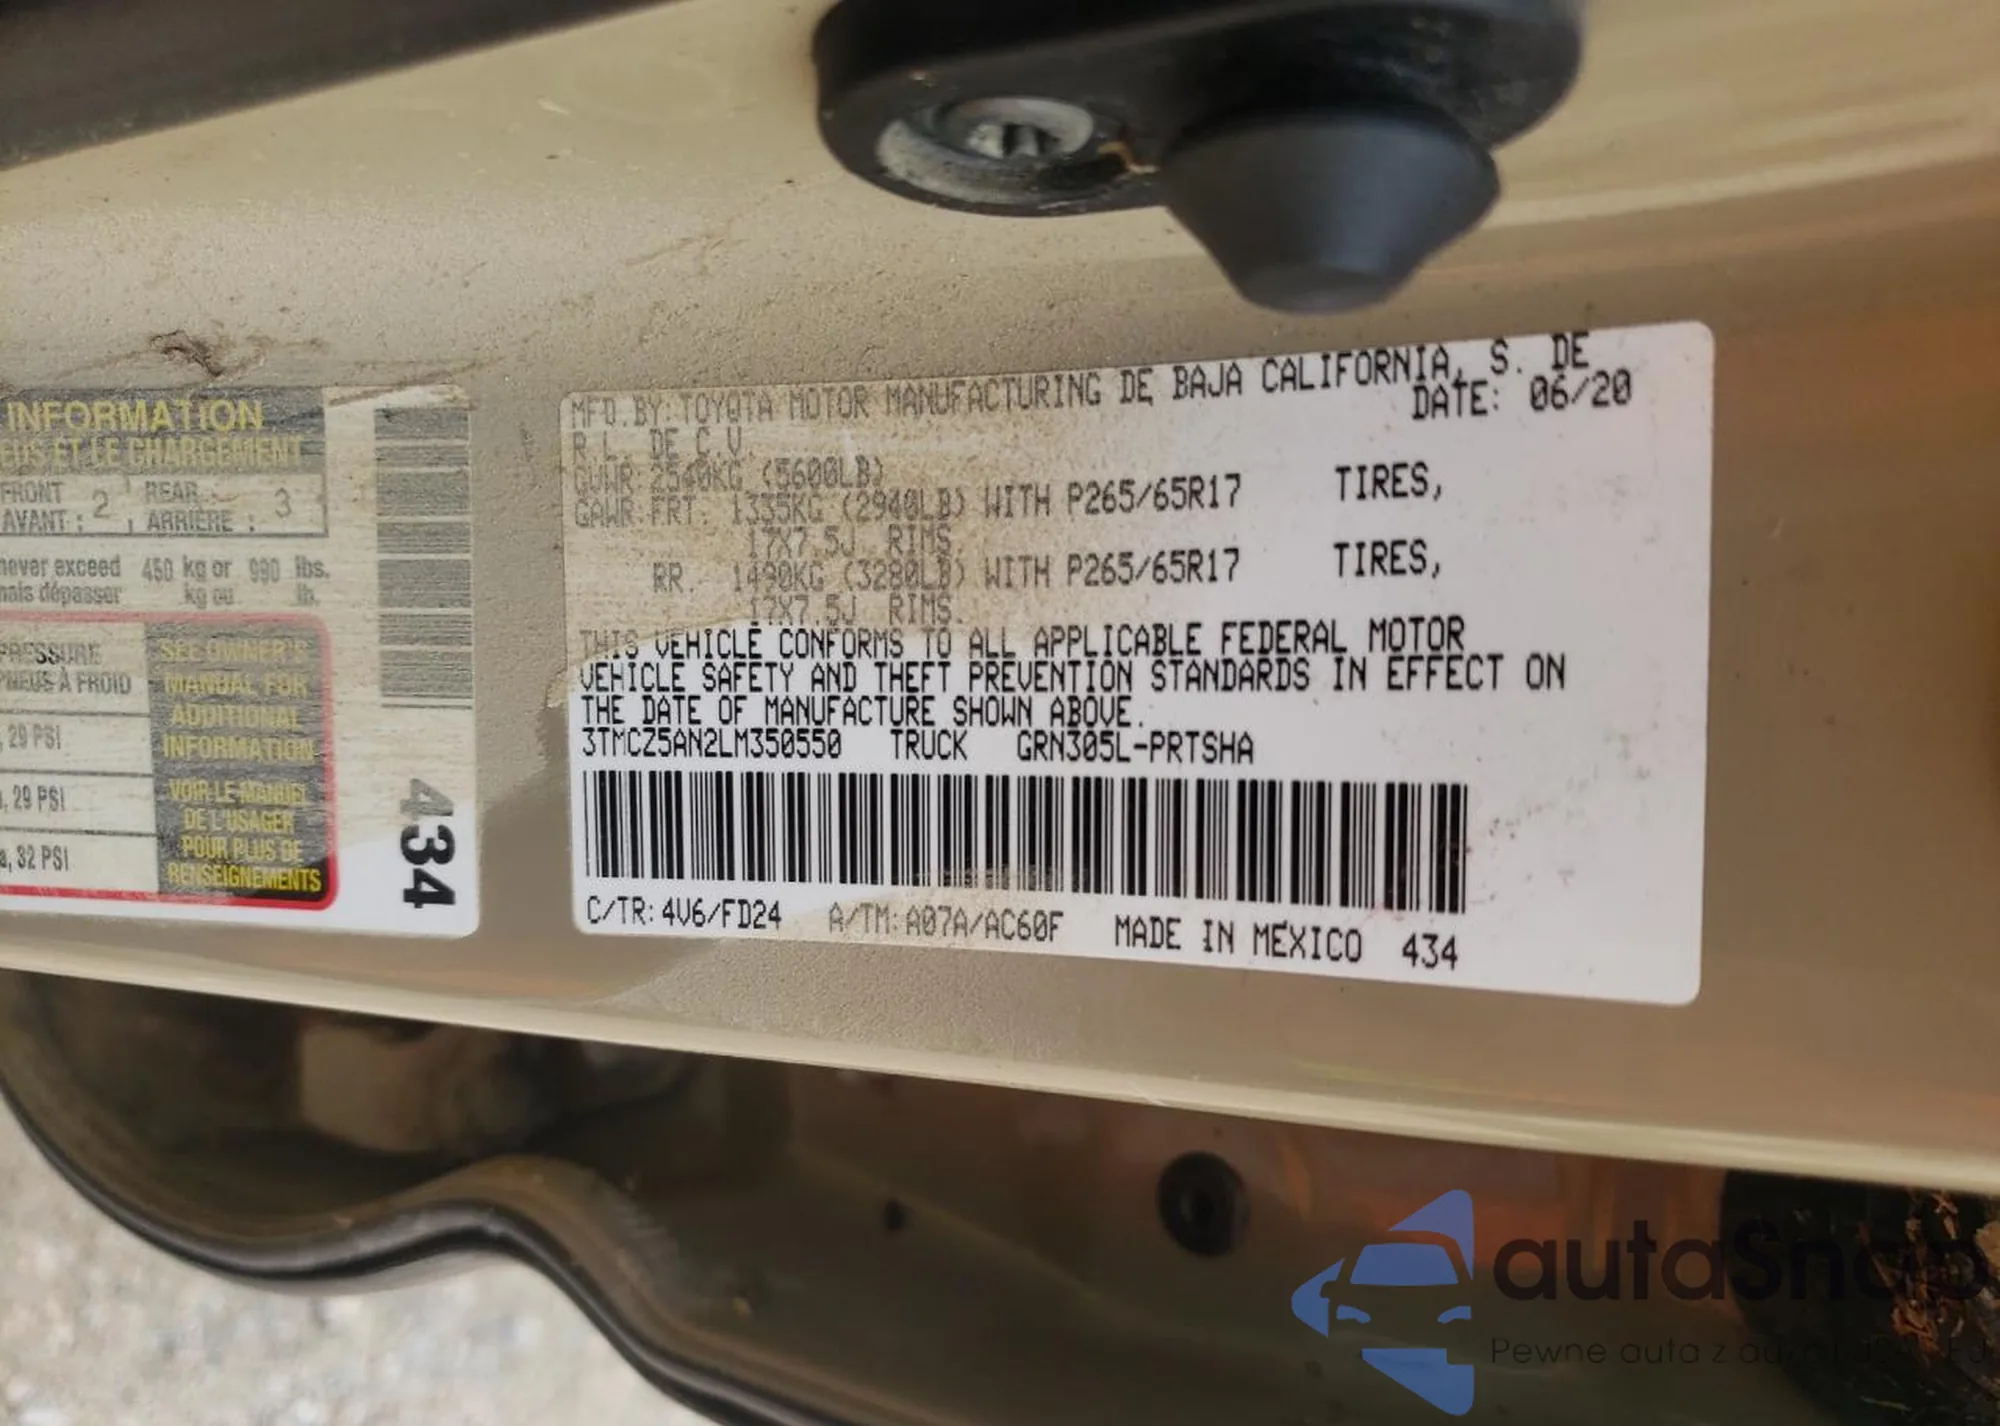 INFORMATION
EUS ET LE CHARGEMENT
FRONT 2 REAR 3
AVANT : ARRIÈRE :
never exceed 450 kg or 990 lbs.
mais dépasser kg ou lb.
PRESSURE
PNEUS À FROID
, 29 PSI
, 29 PSI
a, 32 PSI
SEE OWNER'S
MANUAL FOR
ADDITIONAL
INFORMATION
VOIR LE MANUEL
DE L'USAGER
POUR PLUS DE
RENSEIGNEMENTS
434
MFD.BY:TOYOTA MOTOR MANUFACTURING DE BAJA CALIFORNIA, S. DE
R.L. DE C.V. DATE: 06/20
GVWR:2540KG (5600LB)
GAWR:FRT. 1335KG (2940LB) WITH P265/65R17 TIRES,
17X7.5J RIMS.
RR. 1490KG (3280LB) WITH P265/65R17 TIRES,
17X7.5J RIMS.
THIS VEHICLE CONFORMS TO ALL APPLICABLE FEDERAL MOTOR
VEHICLE SAFETY AND THEFT PREVENTION STANDARDS IN EFFECT ON
THE DATE OF MANUFACTURE SHOWN ABOVE.
3TMCZ5AN2LM350550 TRUCK GRN305L-PRTSHA
C/TR:4V6/FD24 A/TM:A07A/AC60F MADE IN MEXICO 434
autaSnap
Pewne auta z